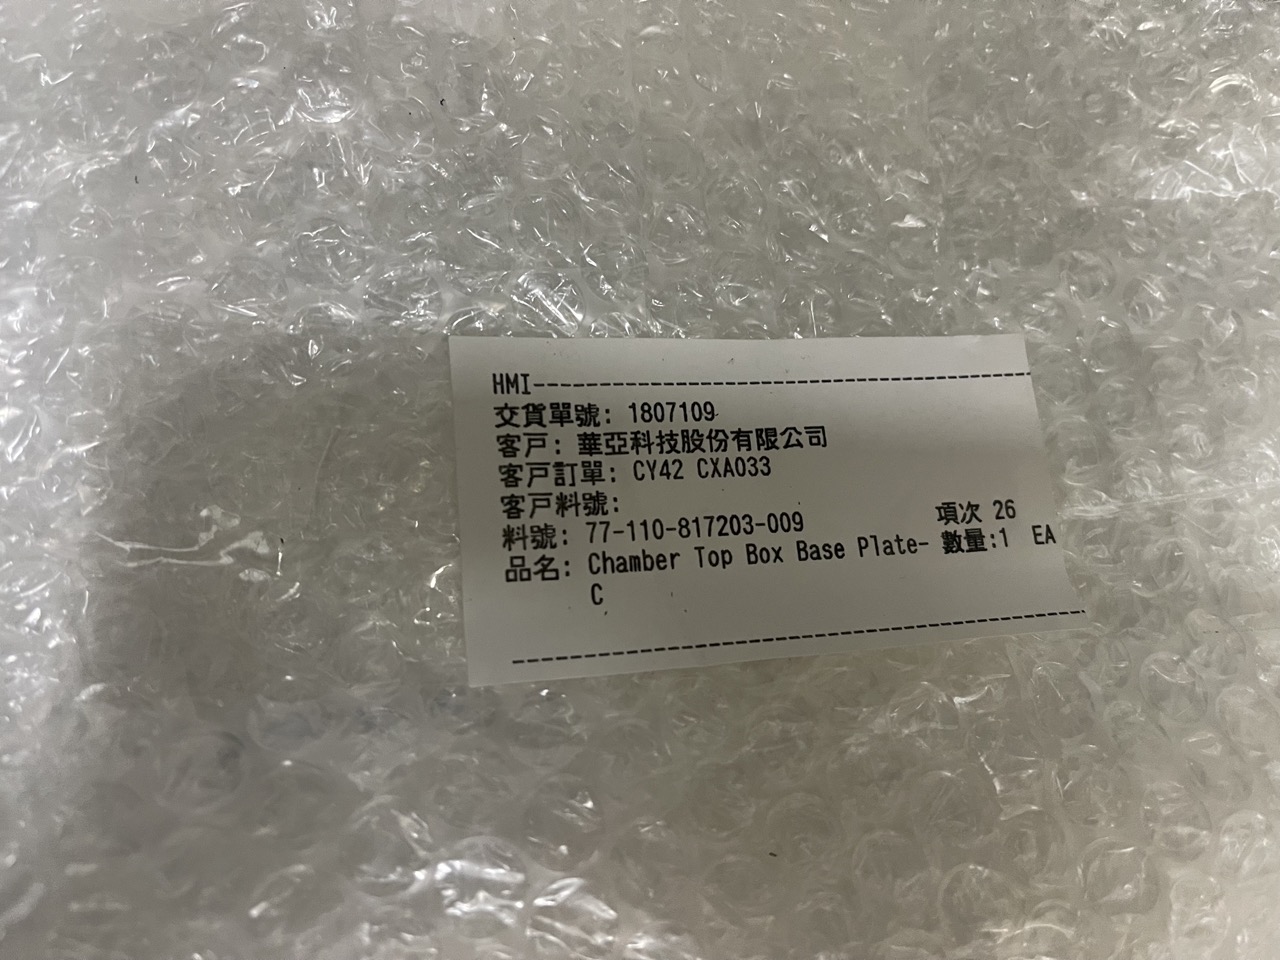 HMI--------------------------------------------------
交貨單號: 1807109
客戶: 華亞科技股份有限公司
客戶訂單: CY42 CXA033
客戶料號:
料號: 77-110-817203-009 項次 26
品名: Chamber Top Box Base Plate- 數量:1 EA
C
--------------------------------------------------